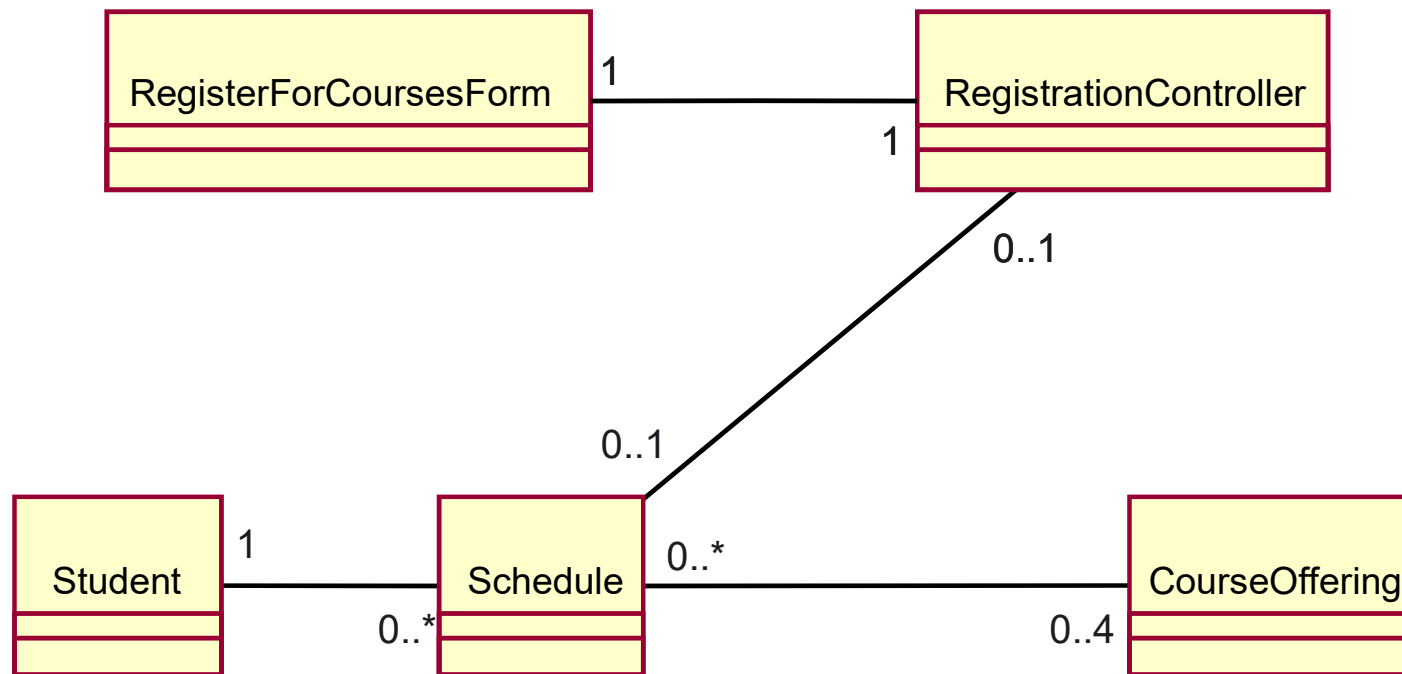 RegisterForCoursesForm
1
RegistrationController
1
0..1
0..1
Student
1
0..*
Schedule
0..*
0..4
CourseOffering